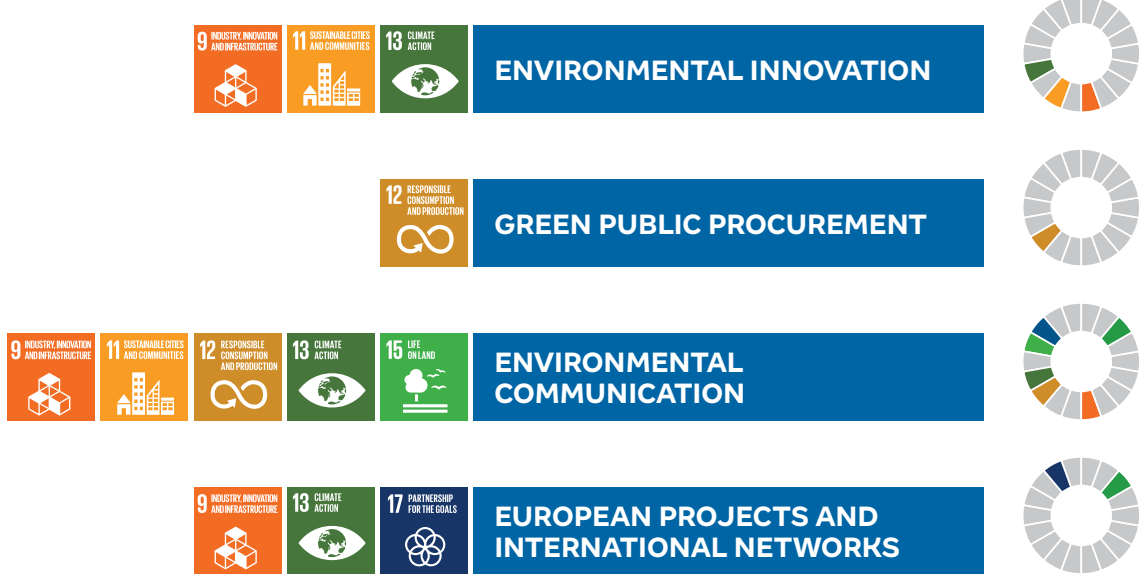 9 INDUSTRY, INNOVATION
AND INFRASTRUCTURE
11 SUSTAINABLE CITIES
AND COMMUNITIES
13 CLIMATE
ACTION
ENVIRONMENTAL INNOVATION
12 RESPONSIBLE
CONSUMPTION
AND PRODUCTION
GREEN PUBLIC PROCUREMENT
9 INDUSTRY, INNOVATION
AND INFRASTRUCTURE
11 SUSTAINABLE CITIES
AND COMMUNITIES
12 RESPONSIBLE
CONSUMPTION
AND PRODUCTION
13 CLIMATE
ACTION
15 LIFE
ON LAND
ENVIRONMENTAL
COMMUNICATION
9 INDUSTRY, INNOVATION
AND INFRASTRUCTURE
13 CLIMATE
ACTION
17 PARTNERSHIP
FOR THE GOALS
EUROPEAN PROJECTS AND
INTERNATIONAL NETWORKS